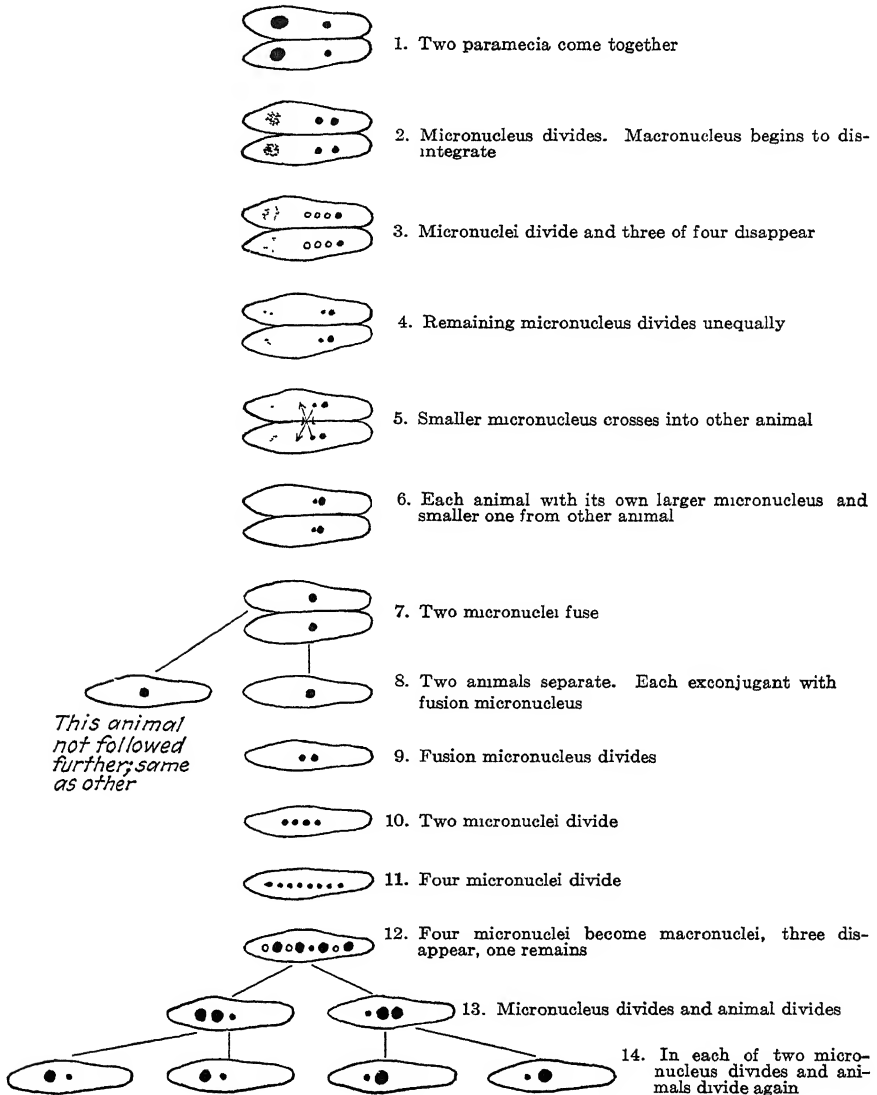 1. Two paramecia come together
2. Micronucleus divides. Macronucleus begins to dis-
integrate
3. Micronuclei divide and three of four disappear
4. Remaining micronucleus divides unequally
5. Smaller micronucleus crosses into other animal
6. Each animal with its own larger micronucleus and
smaller one from other animal
7. Two micronuclei fuse
8. Two animals separate. Each exconjugant with
fusion micronucleus
This animal
not followed
further; same
as other
9. Fusion micronucleus divides
10. Two micronuclei divide
11. Four micronuclei divide
12. Four micronuclei become macronuclei, three dis-
appear, one remains
13. Micronucleus divides and animal divides
14. In each of two micro-
nucleus divides and ani-
mals divide again